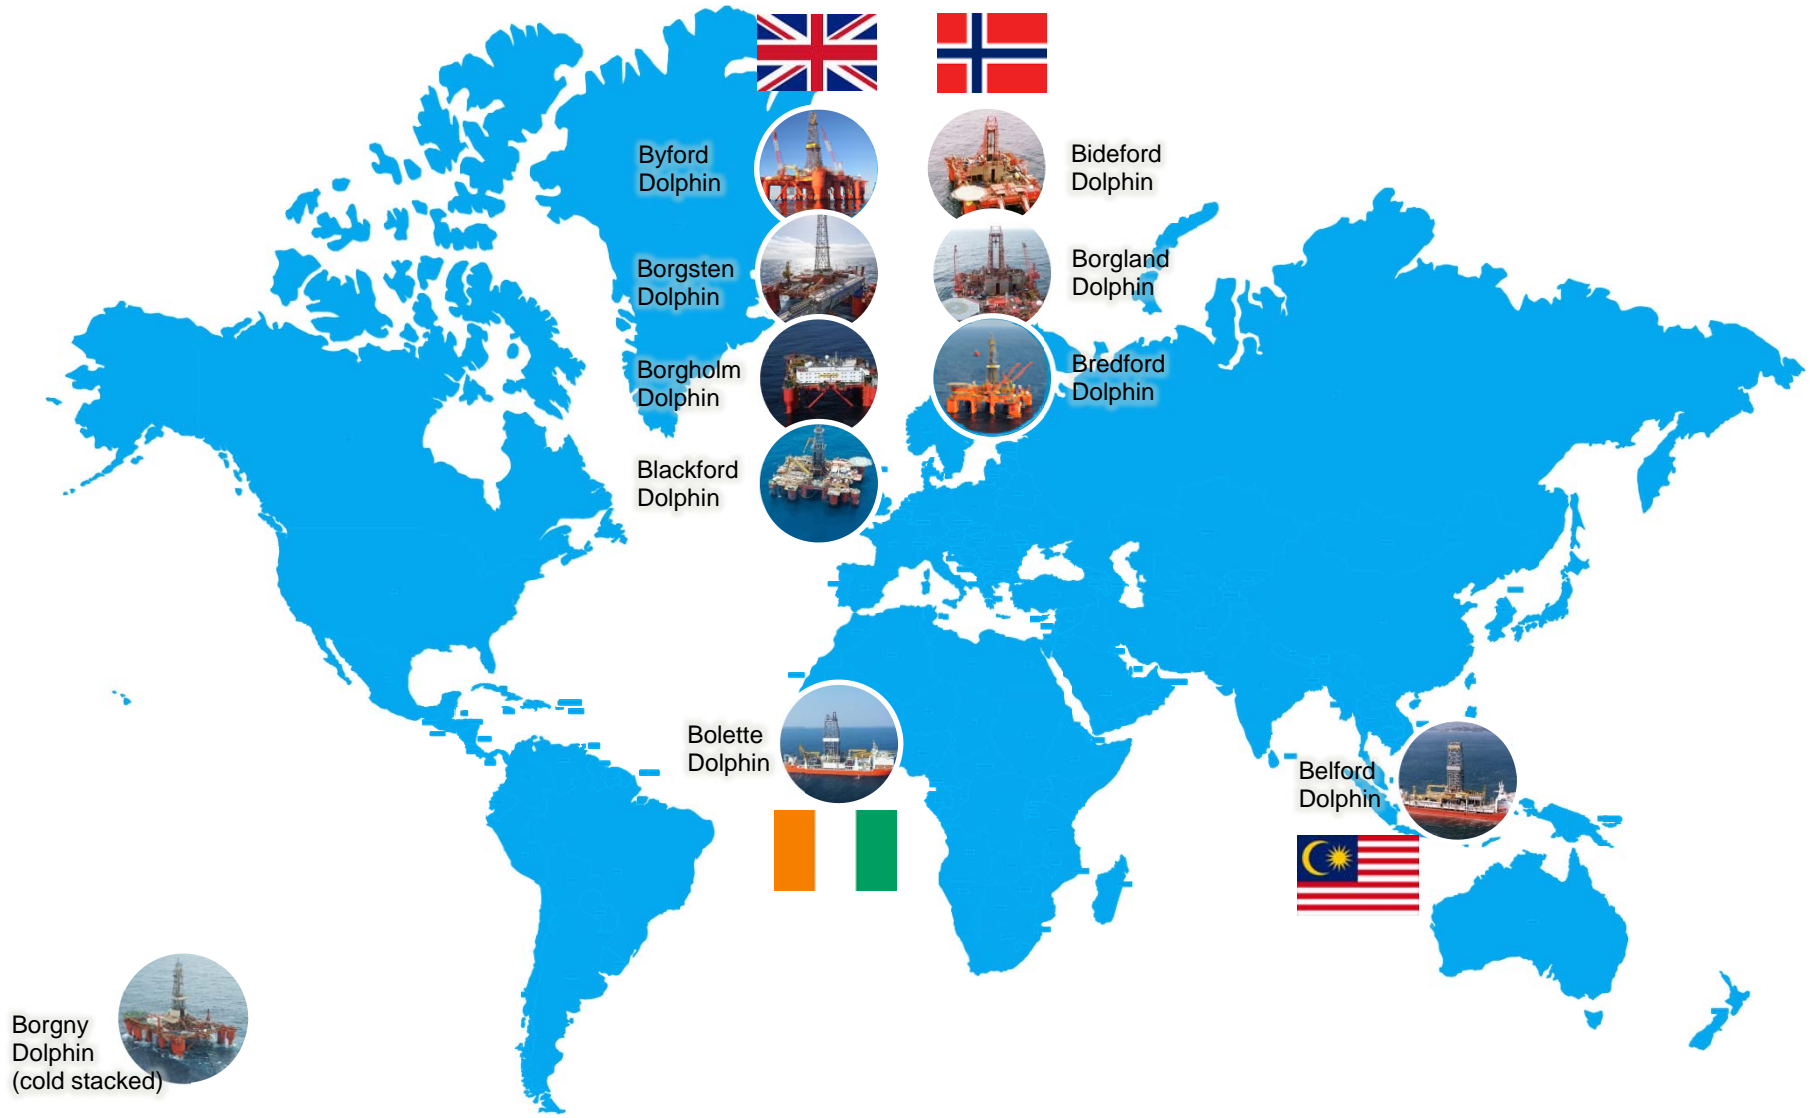 Byford
Dolphin
Bideford
Dolphin
Borgsten
Dolphin
Borgland
Dolphin
Borgholm
Dolphin
Bredford
Dolphin
Blackford
Dolphin
Bolette
Dolphin
Belford
Dolphin
Borgny
Dolphin
(cold stacked)